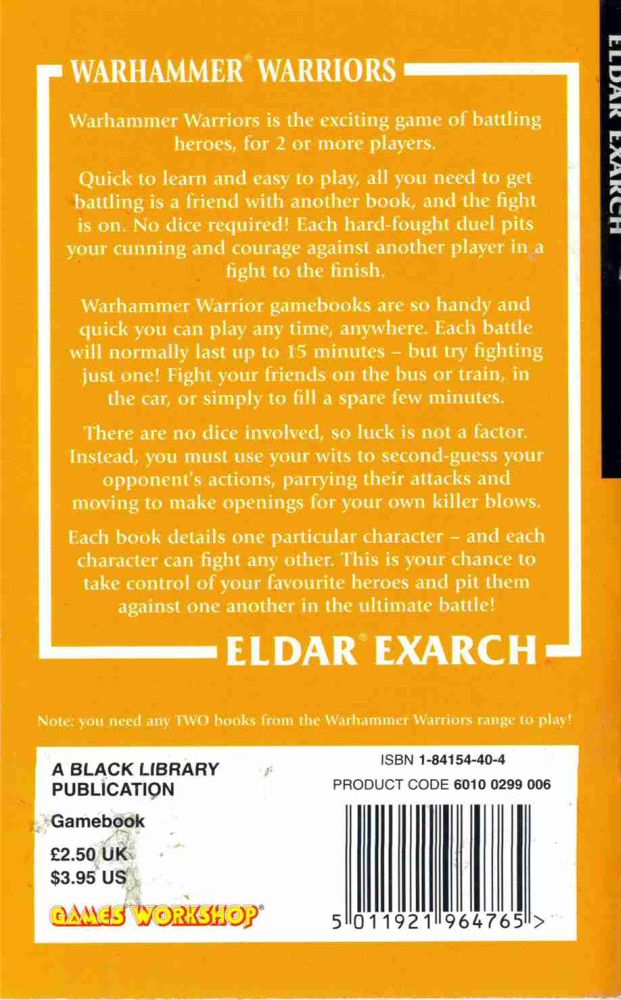 WARHAMMER® WARRIORS
Warhammer Warriors is the exciting game of battling
heroes, for 2 or more players.
Quick to learn and easy to play, all you need to get
battling is a friend with another book, and the fight
is on. No dice required! Each hard-fought duel pits
your cunning and courage against another player in a
fight to the finish.
Warhammer Warrior gamebooks are so handy and
quick you can play any time, anywhere. Each battle
will normally last up to 15 minutes – but try fighting
just one! Fight your friends on the bus or train, in
the car, or simply to fill a spare few minutes.
There are no dice involved, so luck is not a factor.
Instead, you must use your wits to second-guess your
opponent's actions, parrying their attacks and
moving to make openings for your own killer blows.
Each book details one particular character – and each
character can fight any other. This is your chance to
take control of your favourite heroes and pit them
against one another in the ultimate battle!
ELDAR® EXARCH
Note: you need any TWO books from the Warhammer Warriors range to play!
A BLACK LIBRARY
PUBLICATION
Gamebook
£2.50 UK
$3.95 US
GAMES WORKSHOP®
ISBN 1-84154-40-4
PRODUCT CODE 6010 0299 006
5 011921 964765 >
ELDAR EXARCH